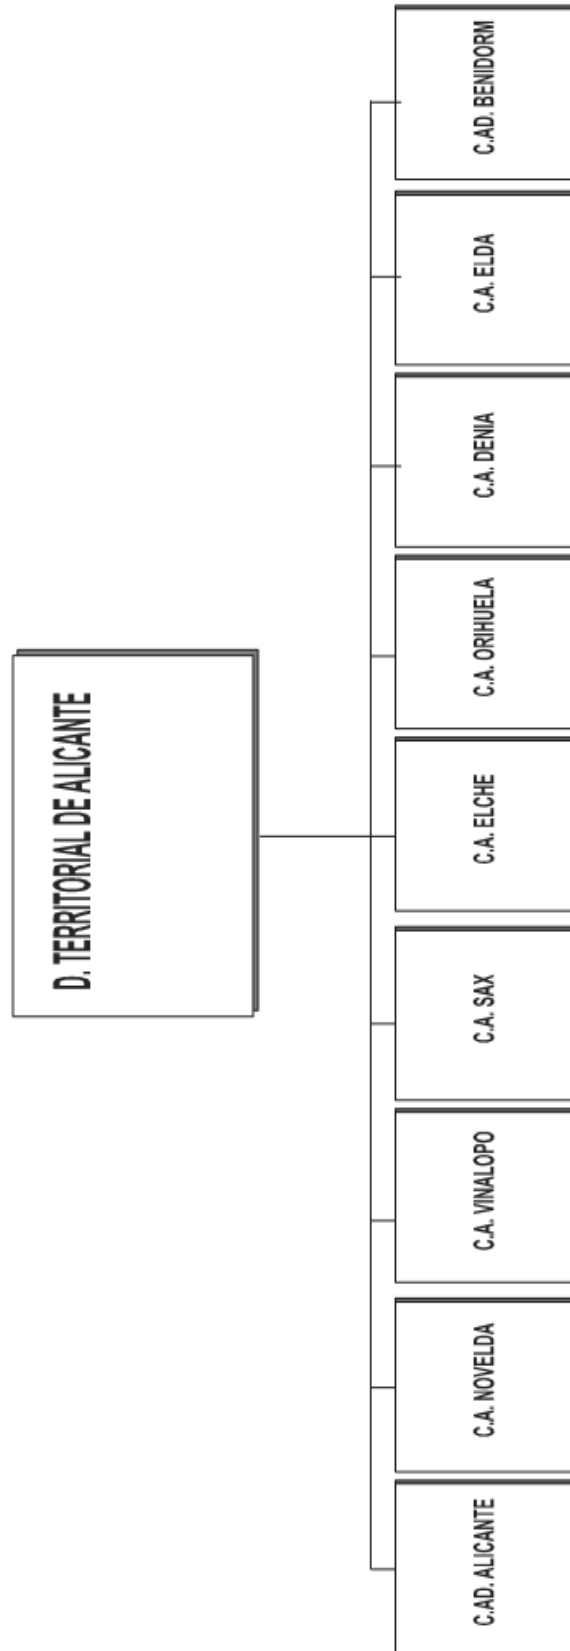 D. TERRITORIAL DE ALICANTE
C.AD. ALICANTE
C.A. NOVELDA
C.A. VINALOPO
C.A. SAX
C.A. ELCHE
C.A. ORIHUELA
C.A. DENIA
C.A. ELDA
C.AD. BENIDORM